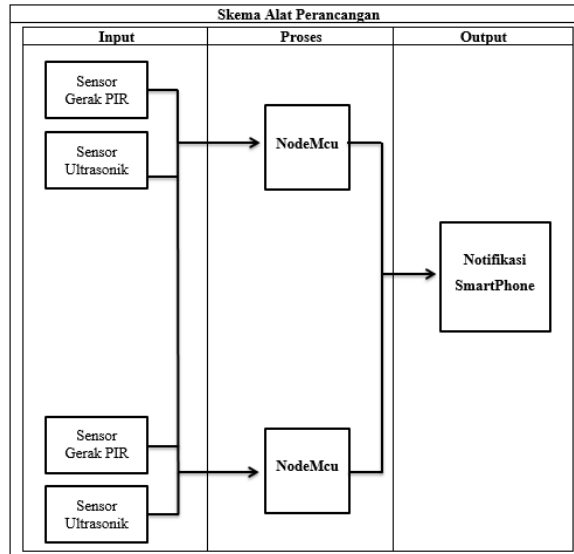 Skema Alat Perancangan
Input
Proses
Output
Sensor
Gerak PIR
Sensor
Ultrasonik
NodeMcu
Notifikasi
SmartPhone
Sensor
Gerak PIR
Sensor
Ultrasonik
NodeMcu